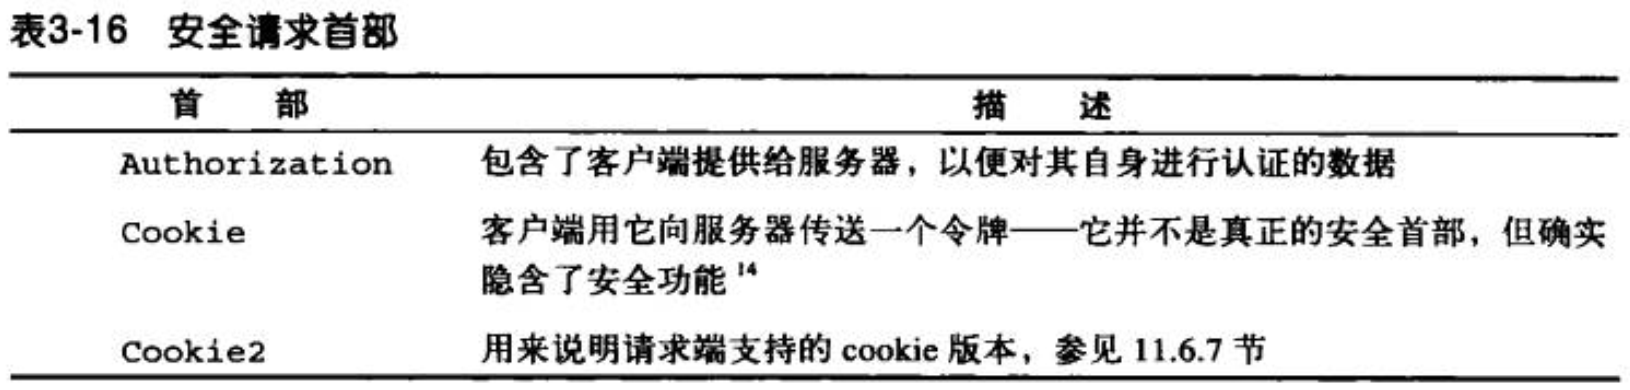 表3-16 安全请求首部
首 部 描 述
Authorization 包含了客户端提供给服务器，以便对其自身进行认证的数据
Cookie 客户端用它向服务器传送一个令牌——它并不是真正的安全首部，但确实
隐含了安全功能 14
Cookie2 用来说明请求端支持的 cookie 版本，参见 11.6.7 节